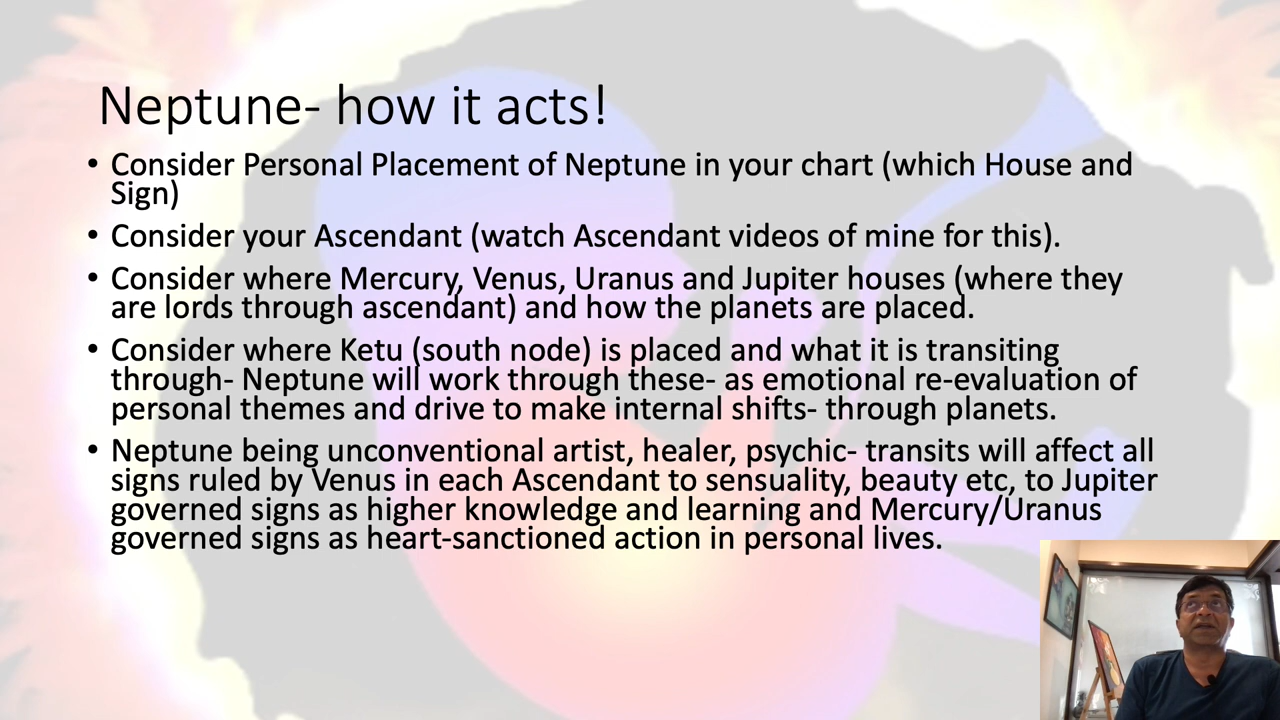 Neptune- how it acts!
• Consider Personal Placement of Neptune in your chart (which House and
Sign)
• Consider your Ascendant (watch Ascendant videos of mine for this).
• Consider where Mercury, Venus, Uranus and Jupiter houses (where they
are lords through ascendant) and how the planets are placed.
• Consider where Ketu (south node) is placed and what it is transiting
through- Neptune will work through these- as emotional re-evaluation of
personal themes and drive to make internal shifts- through planets.
• Neptune being unconventional artist, healer, psychic- transits will affect all
signs ruled by Venus in each Ascendant to sensuality, beauty etc, to Jupiter
governed signs as higher knowledge and learning and Mercury/Uranus
governed signs as heart-sanctioned action in personal lives.